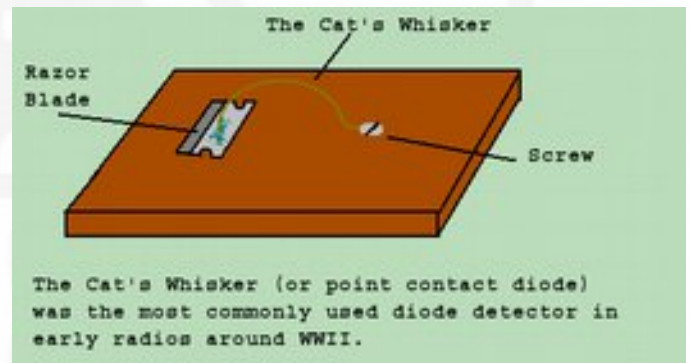 The Cat's Whisker
Razor
Blade
Screw
The Cat's Whisker (or point contact diode)
was the most commonly used diode detector in
early radios around WWII.